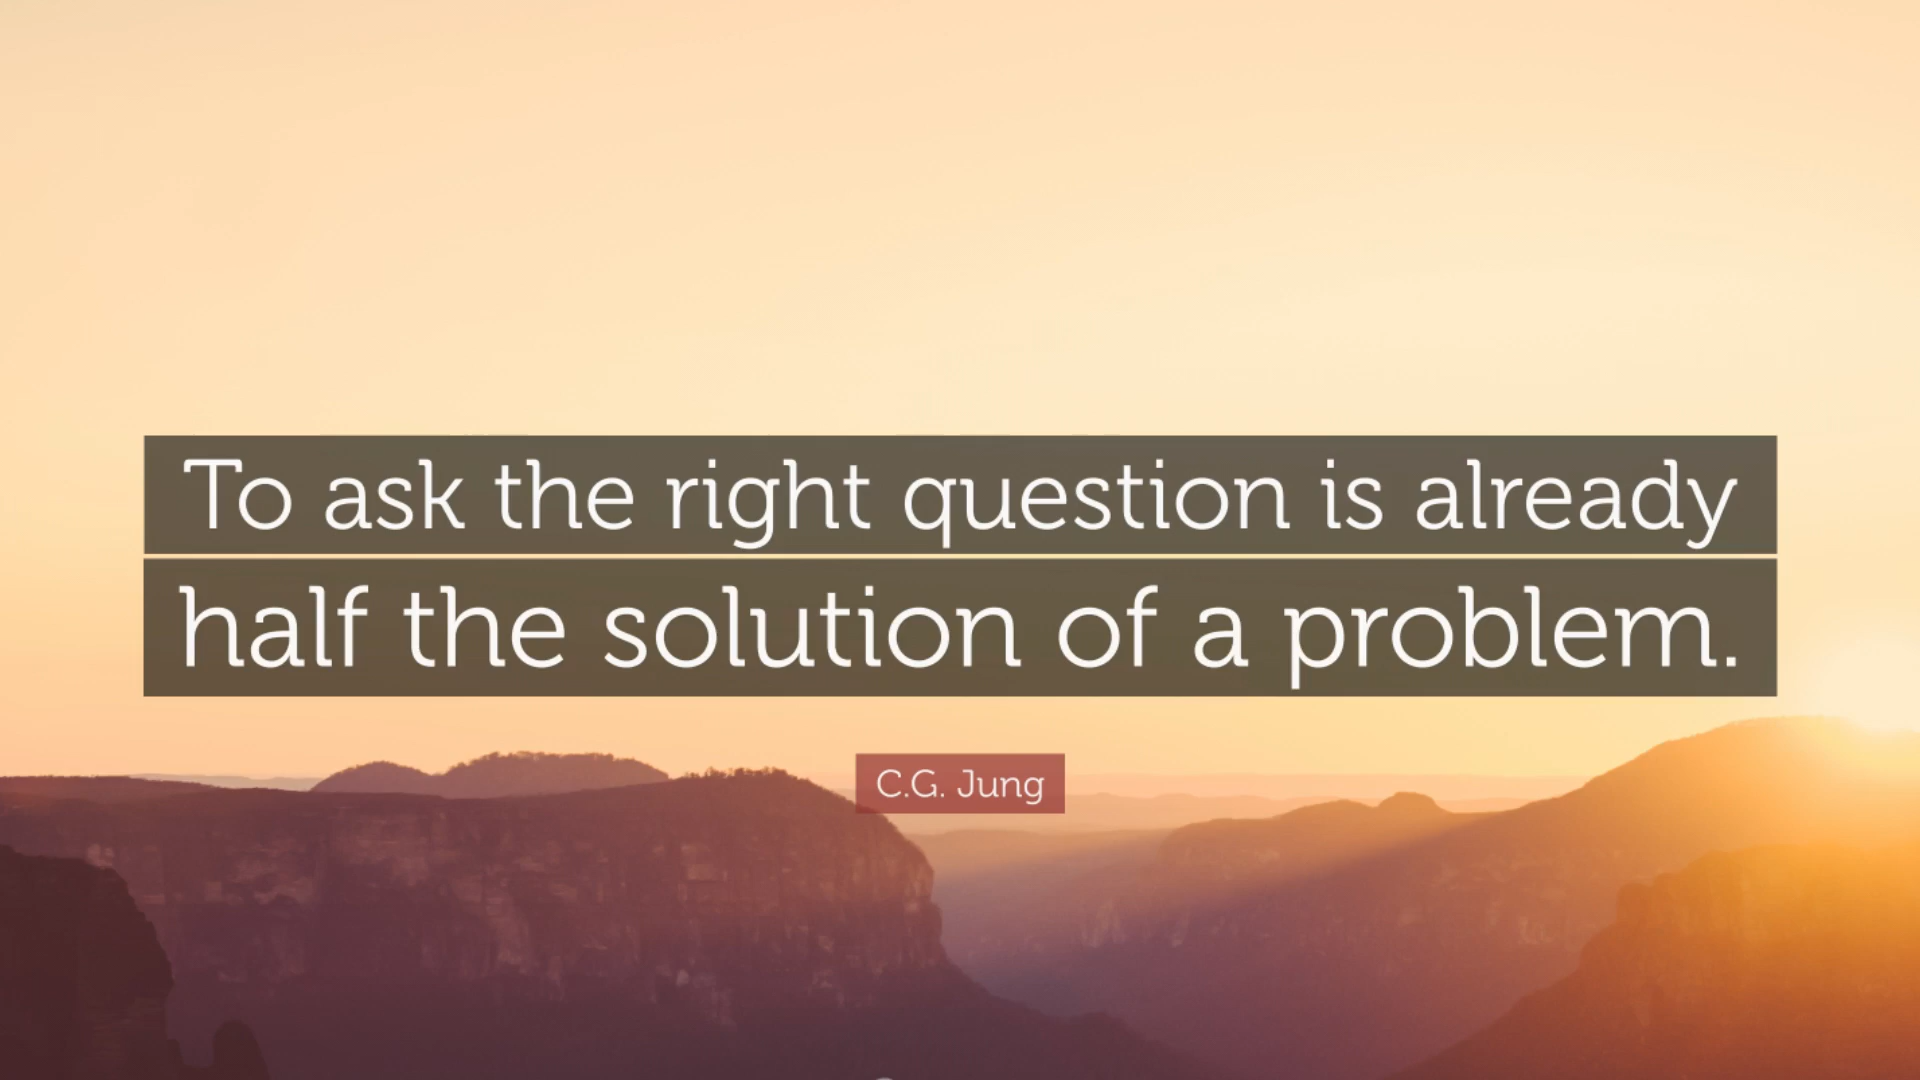 To ask the right question is already
half the solution of a problem.
C.G. Jung